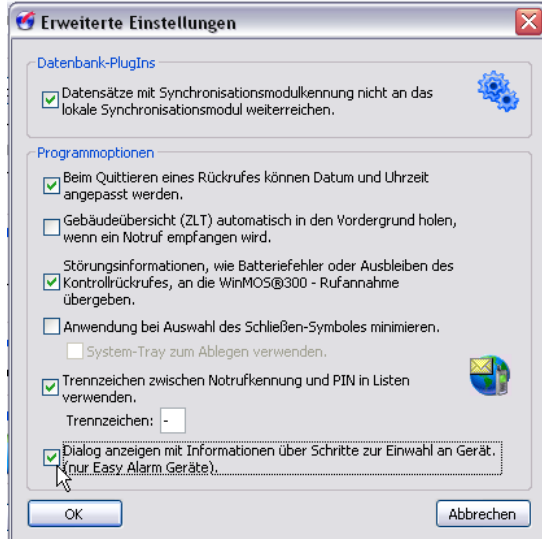 Erweiterte Einstellungen
Datenbank-PlugIns
Datensätze mit Synchronisationsmodulkennung nicht an das
lokale Synchronisationsmodul weiterreichen.
Programmoptionen
Beim Quittieren eines Rückrufes können Datum und Uhrzeit
angepasst werden.
Gebäudeübersicht (ZLT) automatisch in den Vordergrund holen,
wenn ein Notruf empfangen wird.
Störungsinformationen, wie Batteriefehler oder Ausbleiben des
Kontrollrückrufes, an die WinMOS®300 - Rufannahme
übergeben.
Anwendung bei Auswahl des Schließen-Symboles minimieren.
System-Tray zum Ablegen verwenden.
Trennzeichen zwischen Notrufkennung und PIN in Listen
verwenden.
Trennzeichen: -
Dialog anzeigen mit Informationen über Schritte zur Einwahl an Gerät.
(nur Easy Alarm Geräte).
OK
Abbrechen